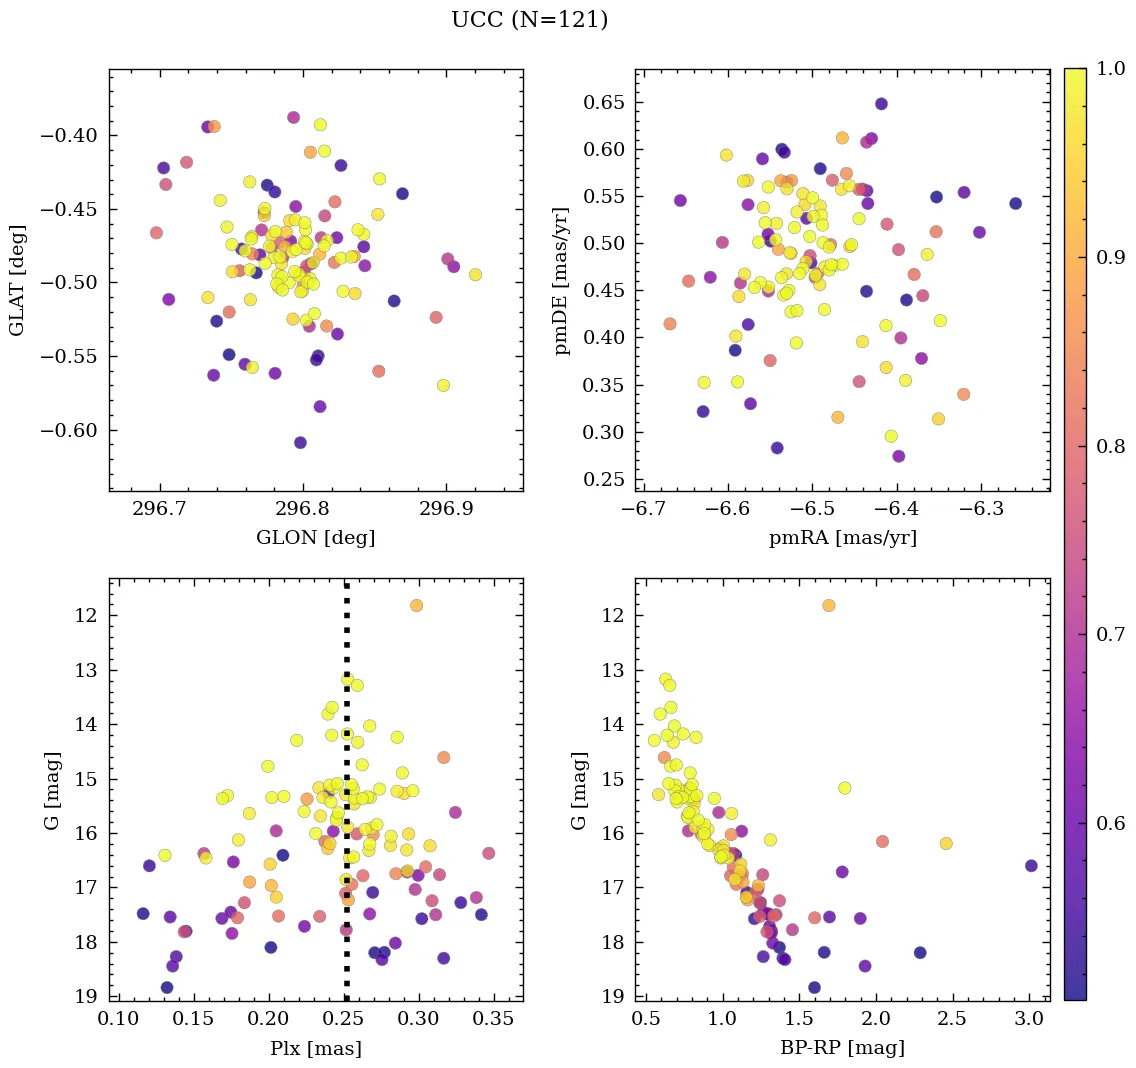 UCC (N=121)
−0.40
−0.45
−0.50
−0.55
−0.60
GLAT [deg]
296.7 296.8 296.9
GLON [deg]
0.65
0.60
0.55
0.50
0.45
0.40
0.35
0.30
0.25
pmDE [mas/yr]
−6.7 −6.6 −6.5 −6.4 −6.3
pmRA [mas/yr]
1.0
0.9
0.8
0.7
0.6
12
13
14
15
16
17
18
19
G [mag]
0.10 0.15 0.20 0.25 0.30 0.35
Plx [mas]
12
13
14
15
16
17
18
19
G [mag]
0.5 1.0 1.5 2.0 2.5 3.0
BP-RP [mag]